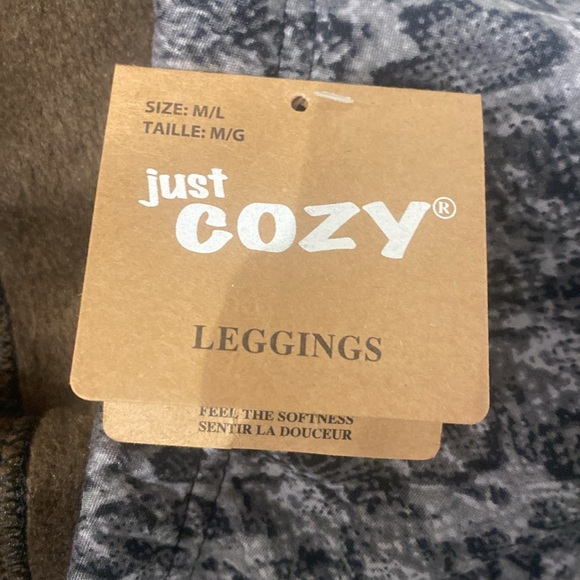 SIZE: M/L
TAILLE: M/G
just
cozy®
LEGGINGS
FEEL THE SOFTNESS
SENTIR LA DOUCEUR